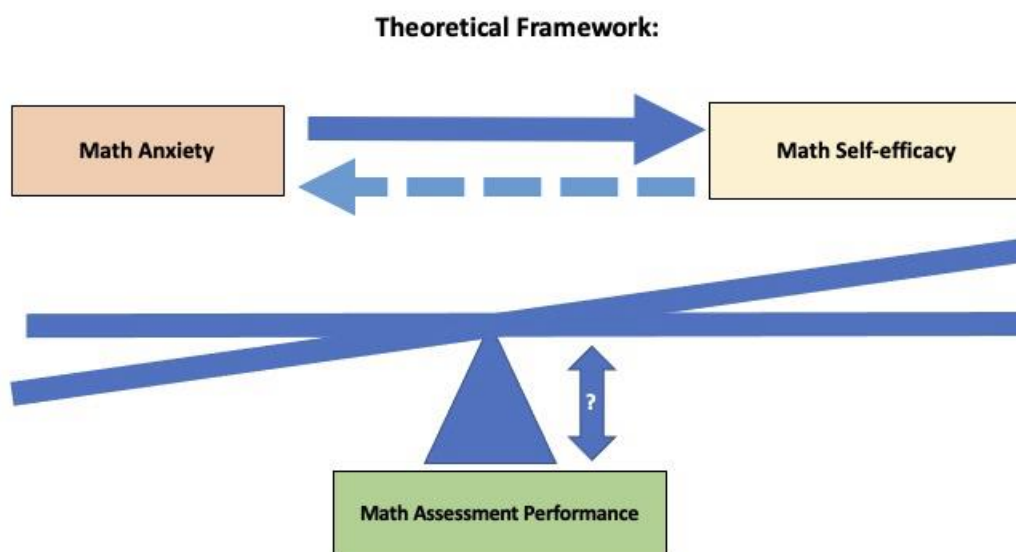 Theoretical Framework:
Math Anxiety
Math Self-efficacy
?
Math Assessment Performance